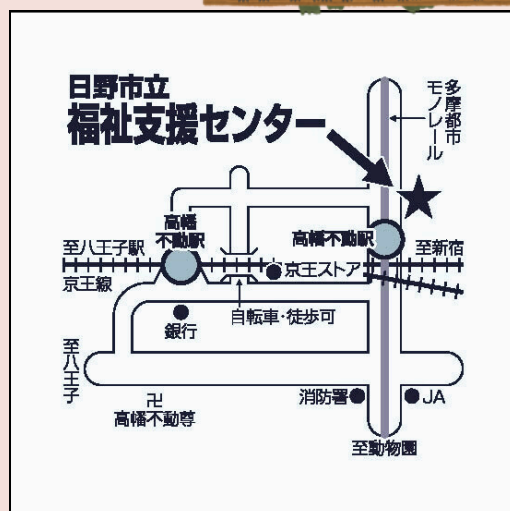 日野市立
福祉支援センター
多摩都市
モノレール
高幡
不動駅
高幡不動駅
至八王子駅
至新宿
京王線
京王ストア
自転車・徒歩可
銀行
至八王子
卍
高幡不動尊
消防署
JA
至動物園